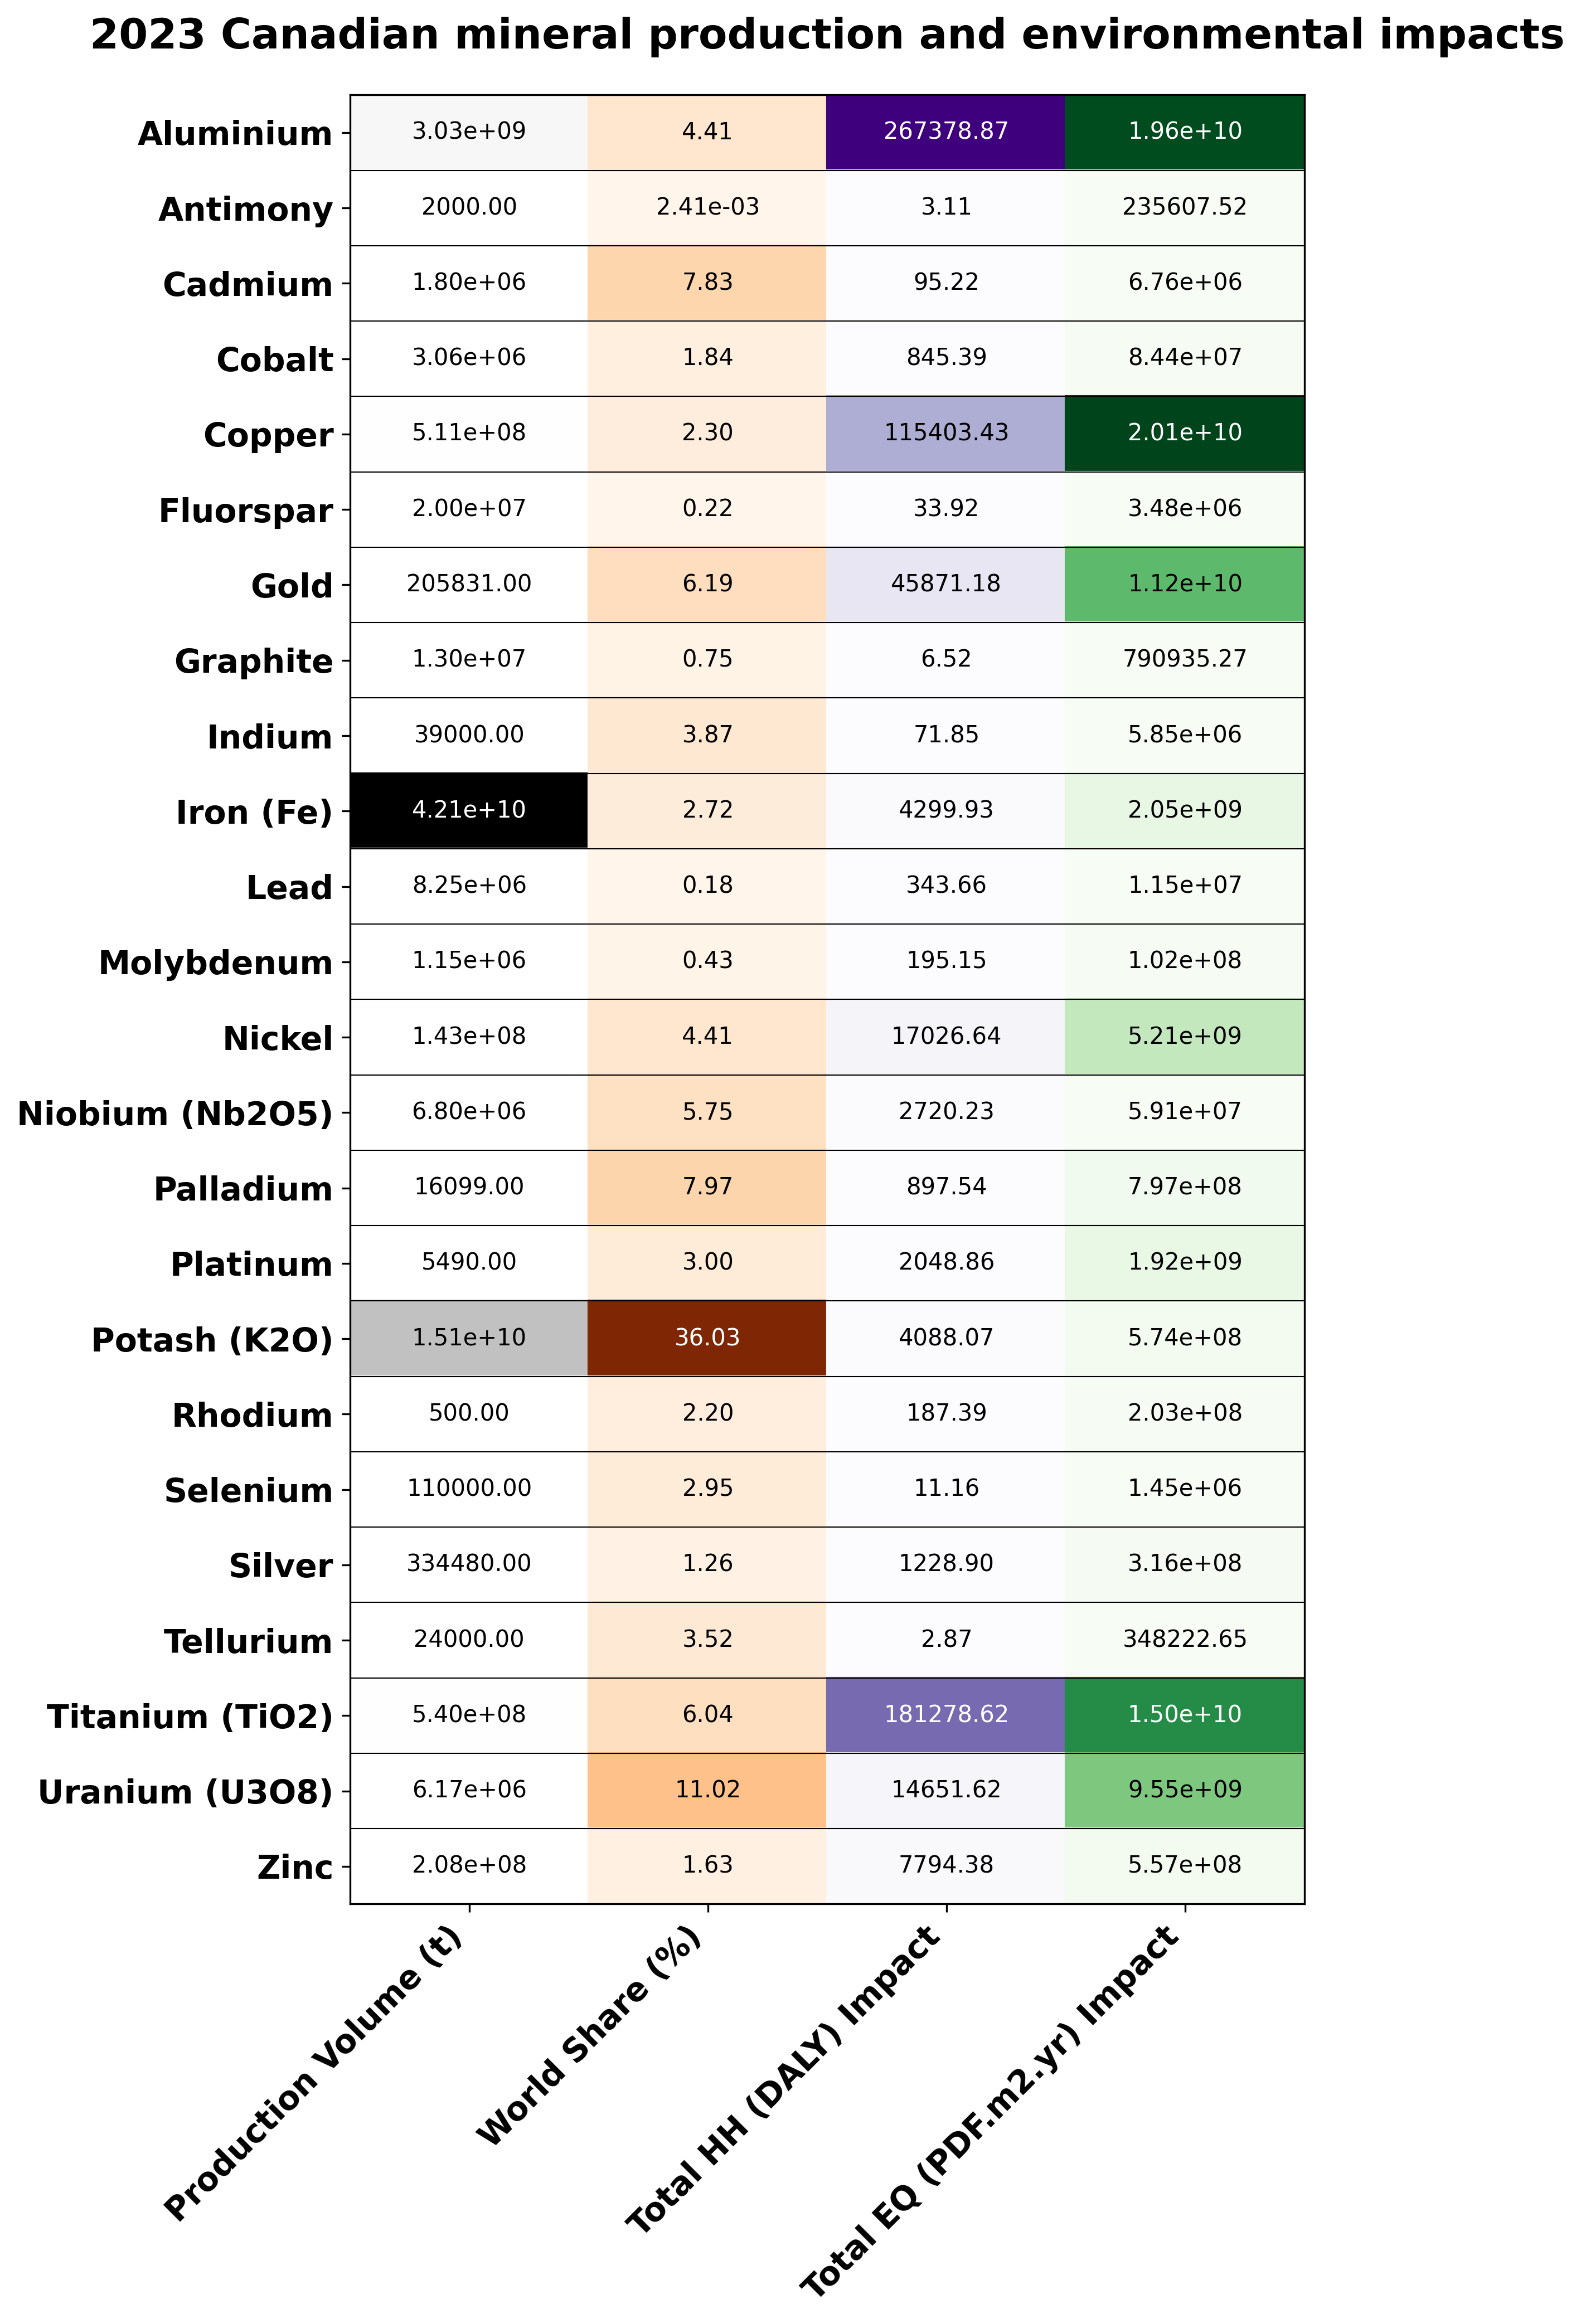 2023 Canadian mineral production and environmental impacts
Aluminium 3.03e+09 4.41 267378.87 1.96e+10
Antimony 2000.00 2.41e-03 3.11 235607.52
Cadmium 1.80e+06 7.83 95.22 6.76e+06
Cobalt 3.06e+06 1.84 845.39 8.44e+07
Copper 5.11e+08 2.30 115403.43 2.01e+10
Fluorspar 2.00e+07 0.22 33.92 3.48e+06
Gold 205831.00 6.19 45871.18 1.12e+10
Graphite 1.30e+07 0.75 6.52 790935.27
Indium 39000.00 3.87 71.85 5.85e+06
Iron (Fe) 4.21e+10 2.72 4299.93 2.05e+09
Lead 8.25e+06 0.18 343.66 1.15e+07
Molybdenum 1.15e+06 0.43 195.15 1.02e+08
Nickel 1.43e+08 4.41 17026.64 5.21e+09
Niobium (Nb2O5) 6.80e+06 5.75 2720.23 5.91e+07
Palladium 16099.00 7.97 897.54 7.97e+08
Platinum 5490.00 3.00 2048.86 1.92e+09
Potash (K2O) 1.51e+10 36.03 4088.07 5.74e+08
Rhodium 500.00 2.20 187.39 2.03e+08
Selenium 110000.00 2.95 11.16 1.45e+06
Silver 334480.00 1.26 1228.90 3.16e+08
Tellurium 24000.00 3.52 2.87 348222.65
Titanium (TiO2) 5.40e+08 6.04 181278.62 1.50e+10
Uranium (U3O8) 6.17e+06 11.02 14651.62 9.55e+09
Zinc 2.08e+08 1.63 7794.38 5.57e+08
Production Volume (t)
World Share (%)
Total HH (DALY) Impact
Total EQ (PDF.m2.yr) Impact